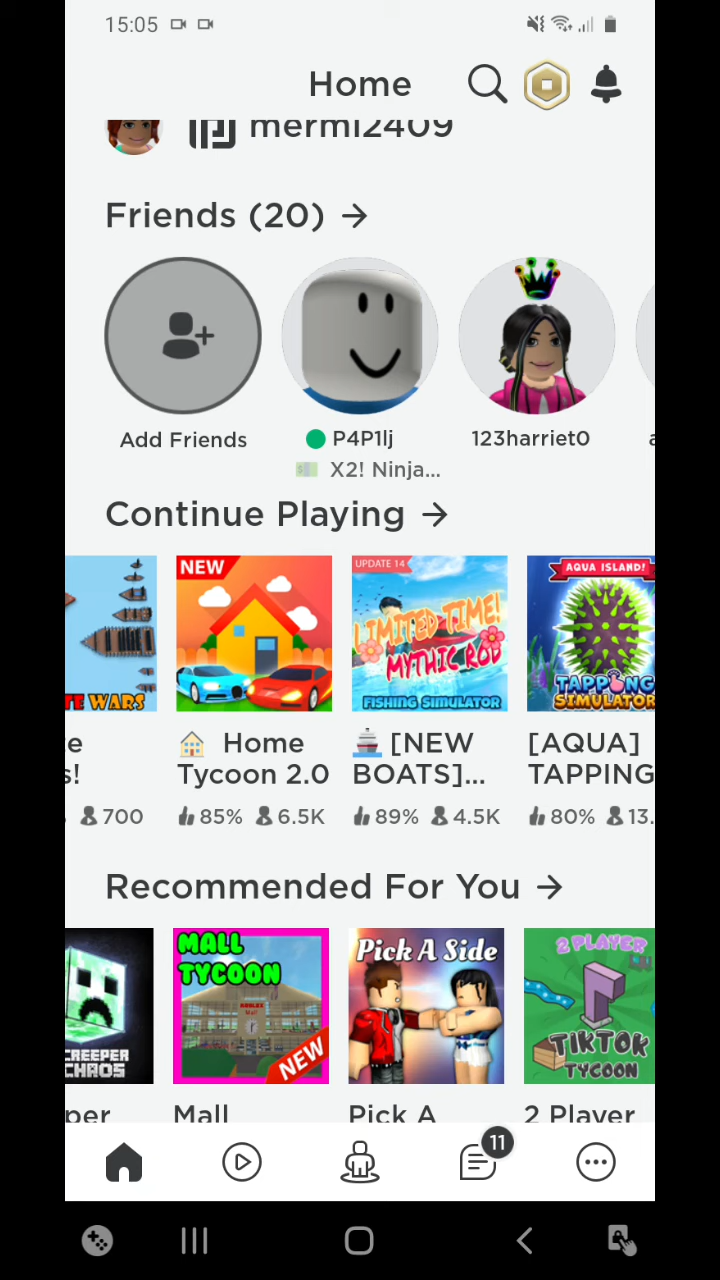 15:05
Home
mermi2409
Friends (20) →
Add Friends
P4P1lj
X2! Ninja...
123harriet0
Continue Playing →
WARS
NEW
UPDATE 14
LIMITED TIME!
MYTHIC ROD
FISHING SIMULATOR
AQUA ISLAND!
TAPPING
SIMULATOR
e
s!
700
Home
Tycoon 2.0
85% 6.5K
[NEW
BOATS]...
89% 4.5K
[AQUA]
TAPPING
80% 13.
Recommended For You →
CREEPER
CHAOS
MALL
TYCOON
Mall
NEW
Pick A Side
2 PLAYER
TIKTOK
TYCOON
per
Mall
Pick A
2 Player
11